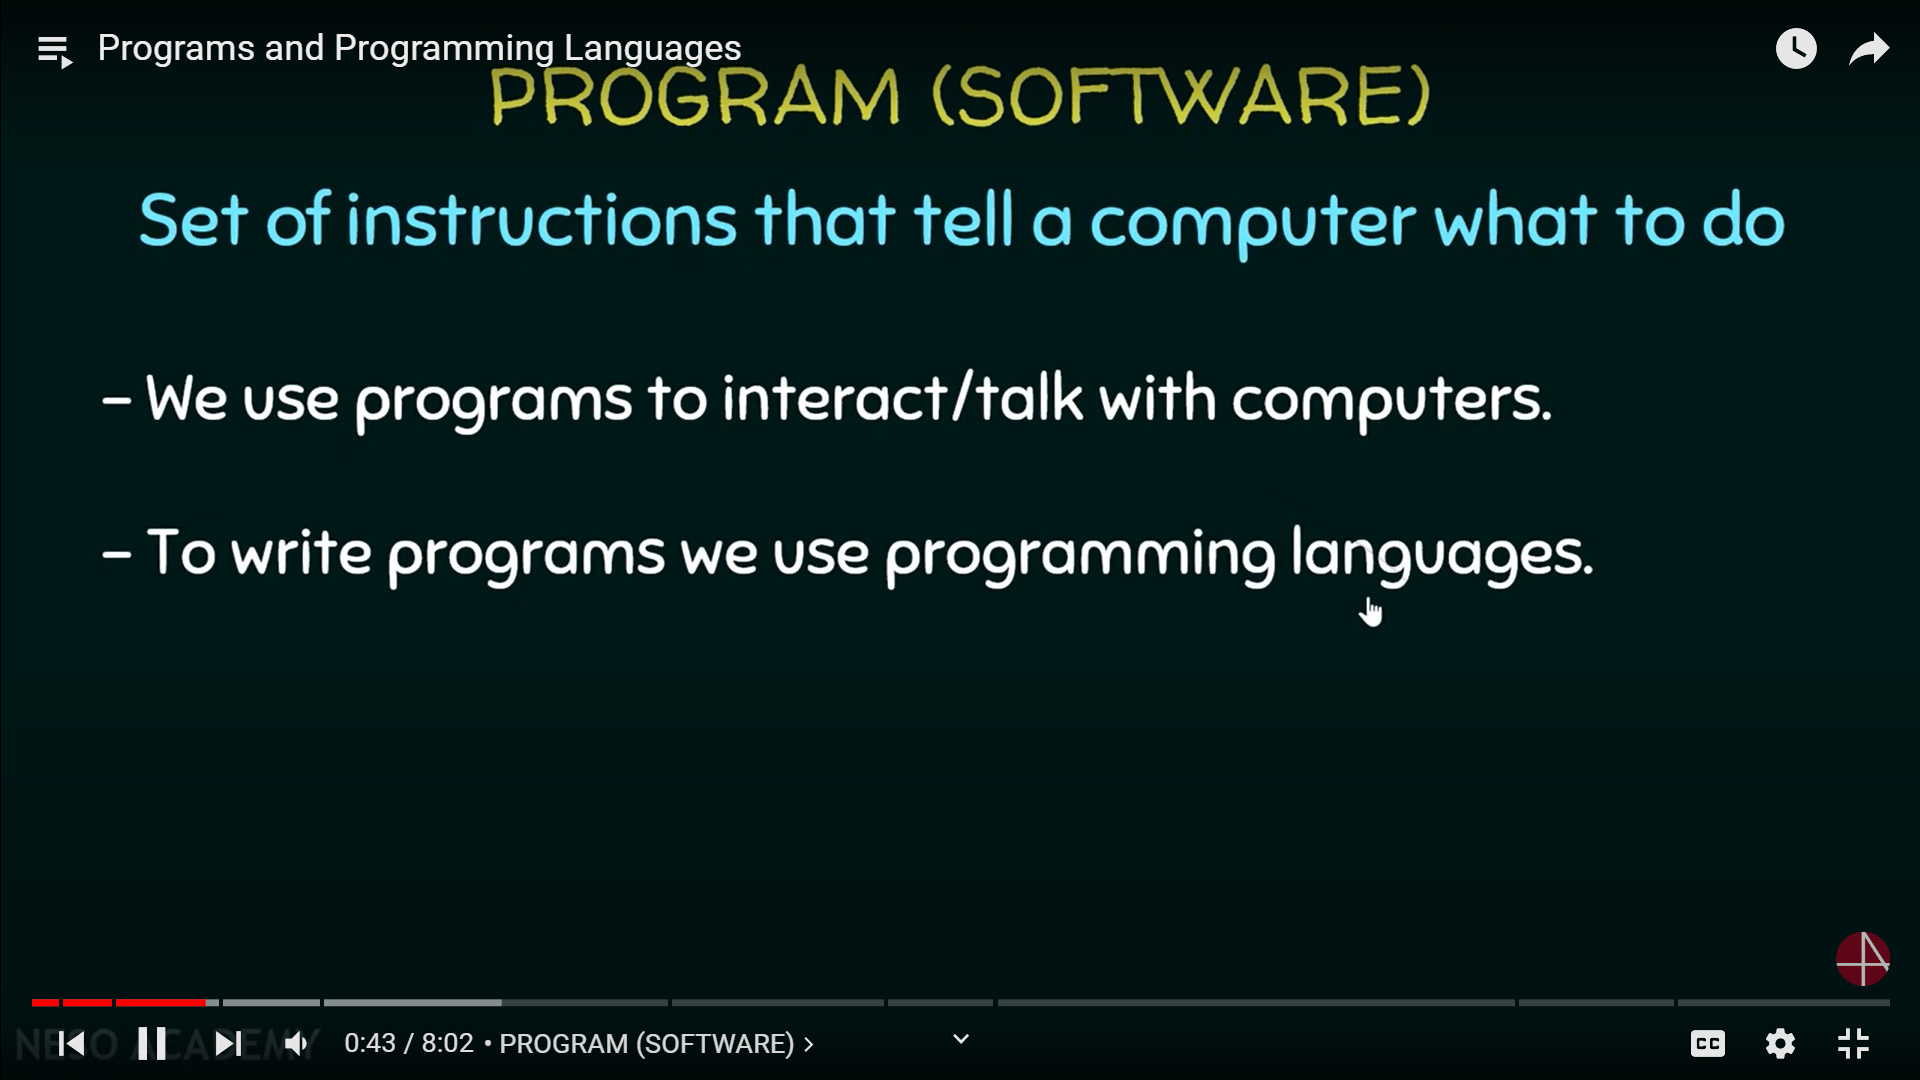 Programs and Programming Languages
PROGRAM (SOFTWARE)
Set of instructions that tell a computer what to do
– We use programs to interact/talk with computers.
– To write programs we use programming languages.
NESO ACADEMY
0:43 / 8:02 • PROGRAM (SOFTWARE) >
CC